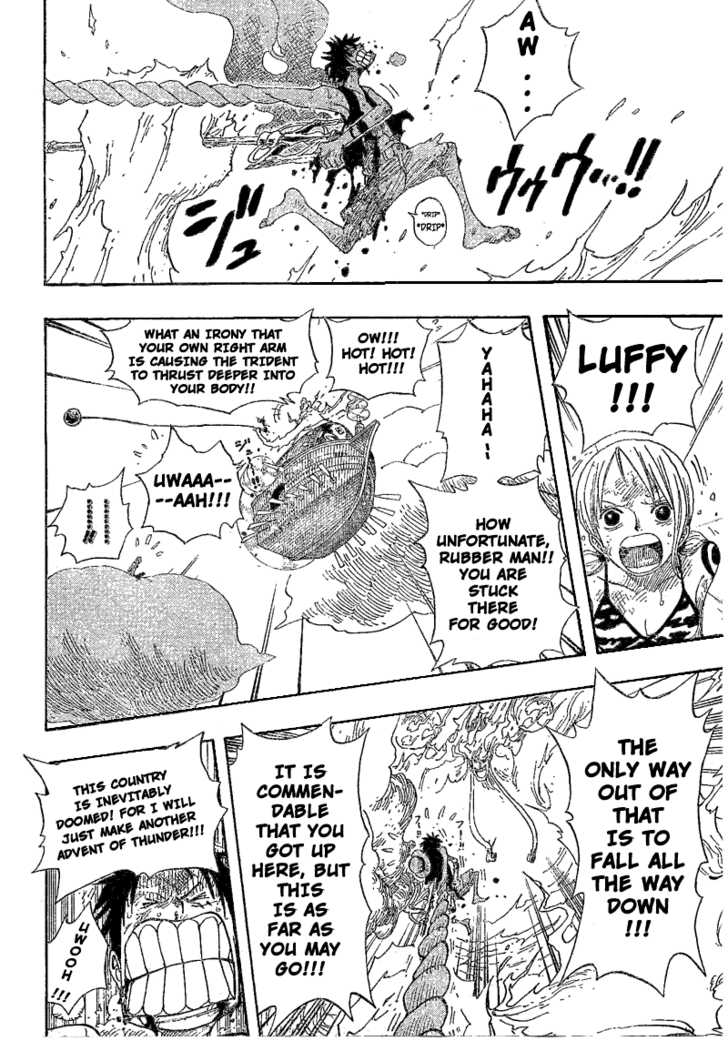 A
W
...
ウゥウゥ...!!
ジュ
*DRIP*
*DRIP*
LUFFY
!!!
YAHAHA!!
HOW
UNFORTUNATE,
RUBBER MAN!!
YOU ARE
STUCK
THERE
FOR GOOD!
OW!!!
HOT! HOT!
HOT!!!
WHAT AN IRONY THAT
YOUR OWN RIGHT ARM
IS CAUSING THE TRIDENT
TO THRUST DEEPER INTO
YOUR BODY!!
ジュ
UWAAA--
--AAH!!!
THE
ONLY WAY
OUT OF
THAT
IS TO
FALL ALL
THE WAY
DOWN
!!!
IT IS
COMMEN-
DABLE
THAT YOU
GOT UP
HERE, BUT
THIS
IS AS
FAR AS
YOU MAY
GO!!!
THIS COUNTRY
IS INEVITABLY
DOOMED! FOR I WILL
JUST MAKE ANOTHER
ADVENT OF THUNDER!!!
UWOOH
!!!